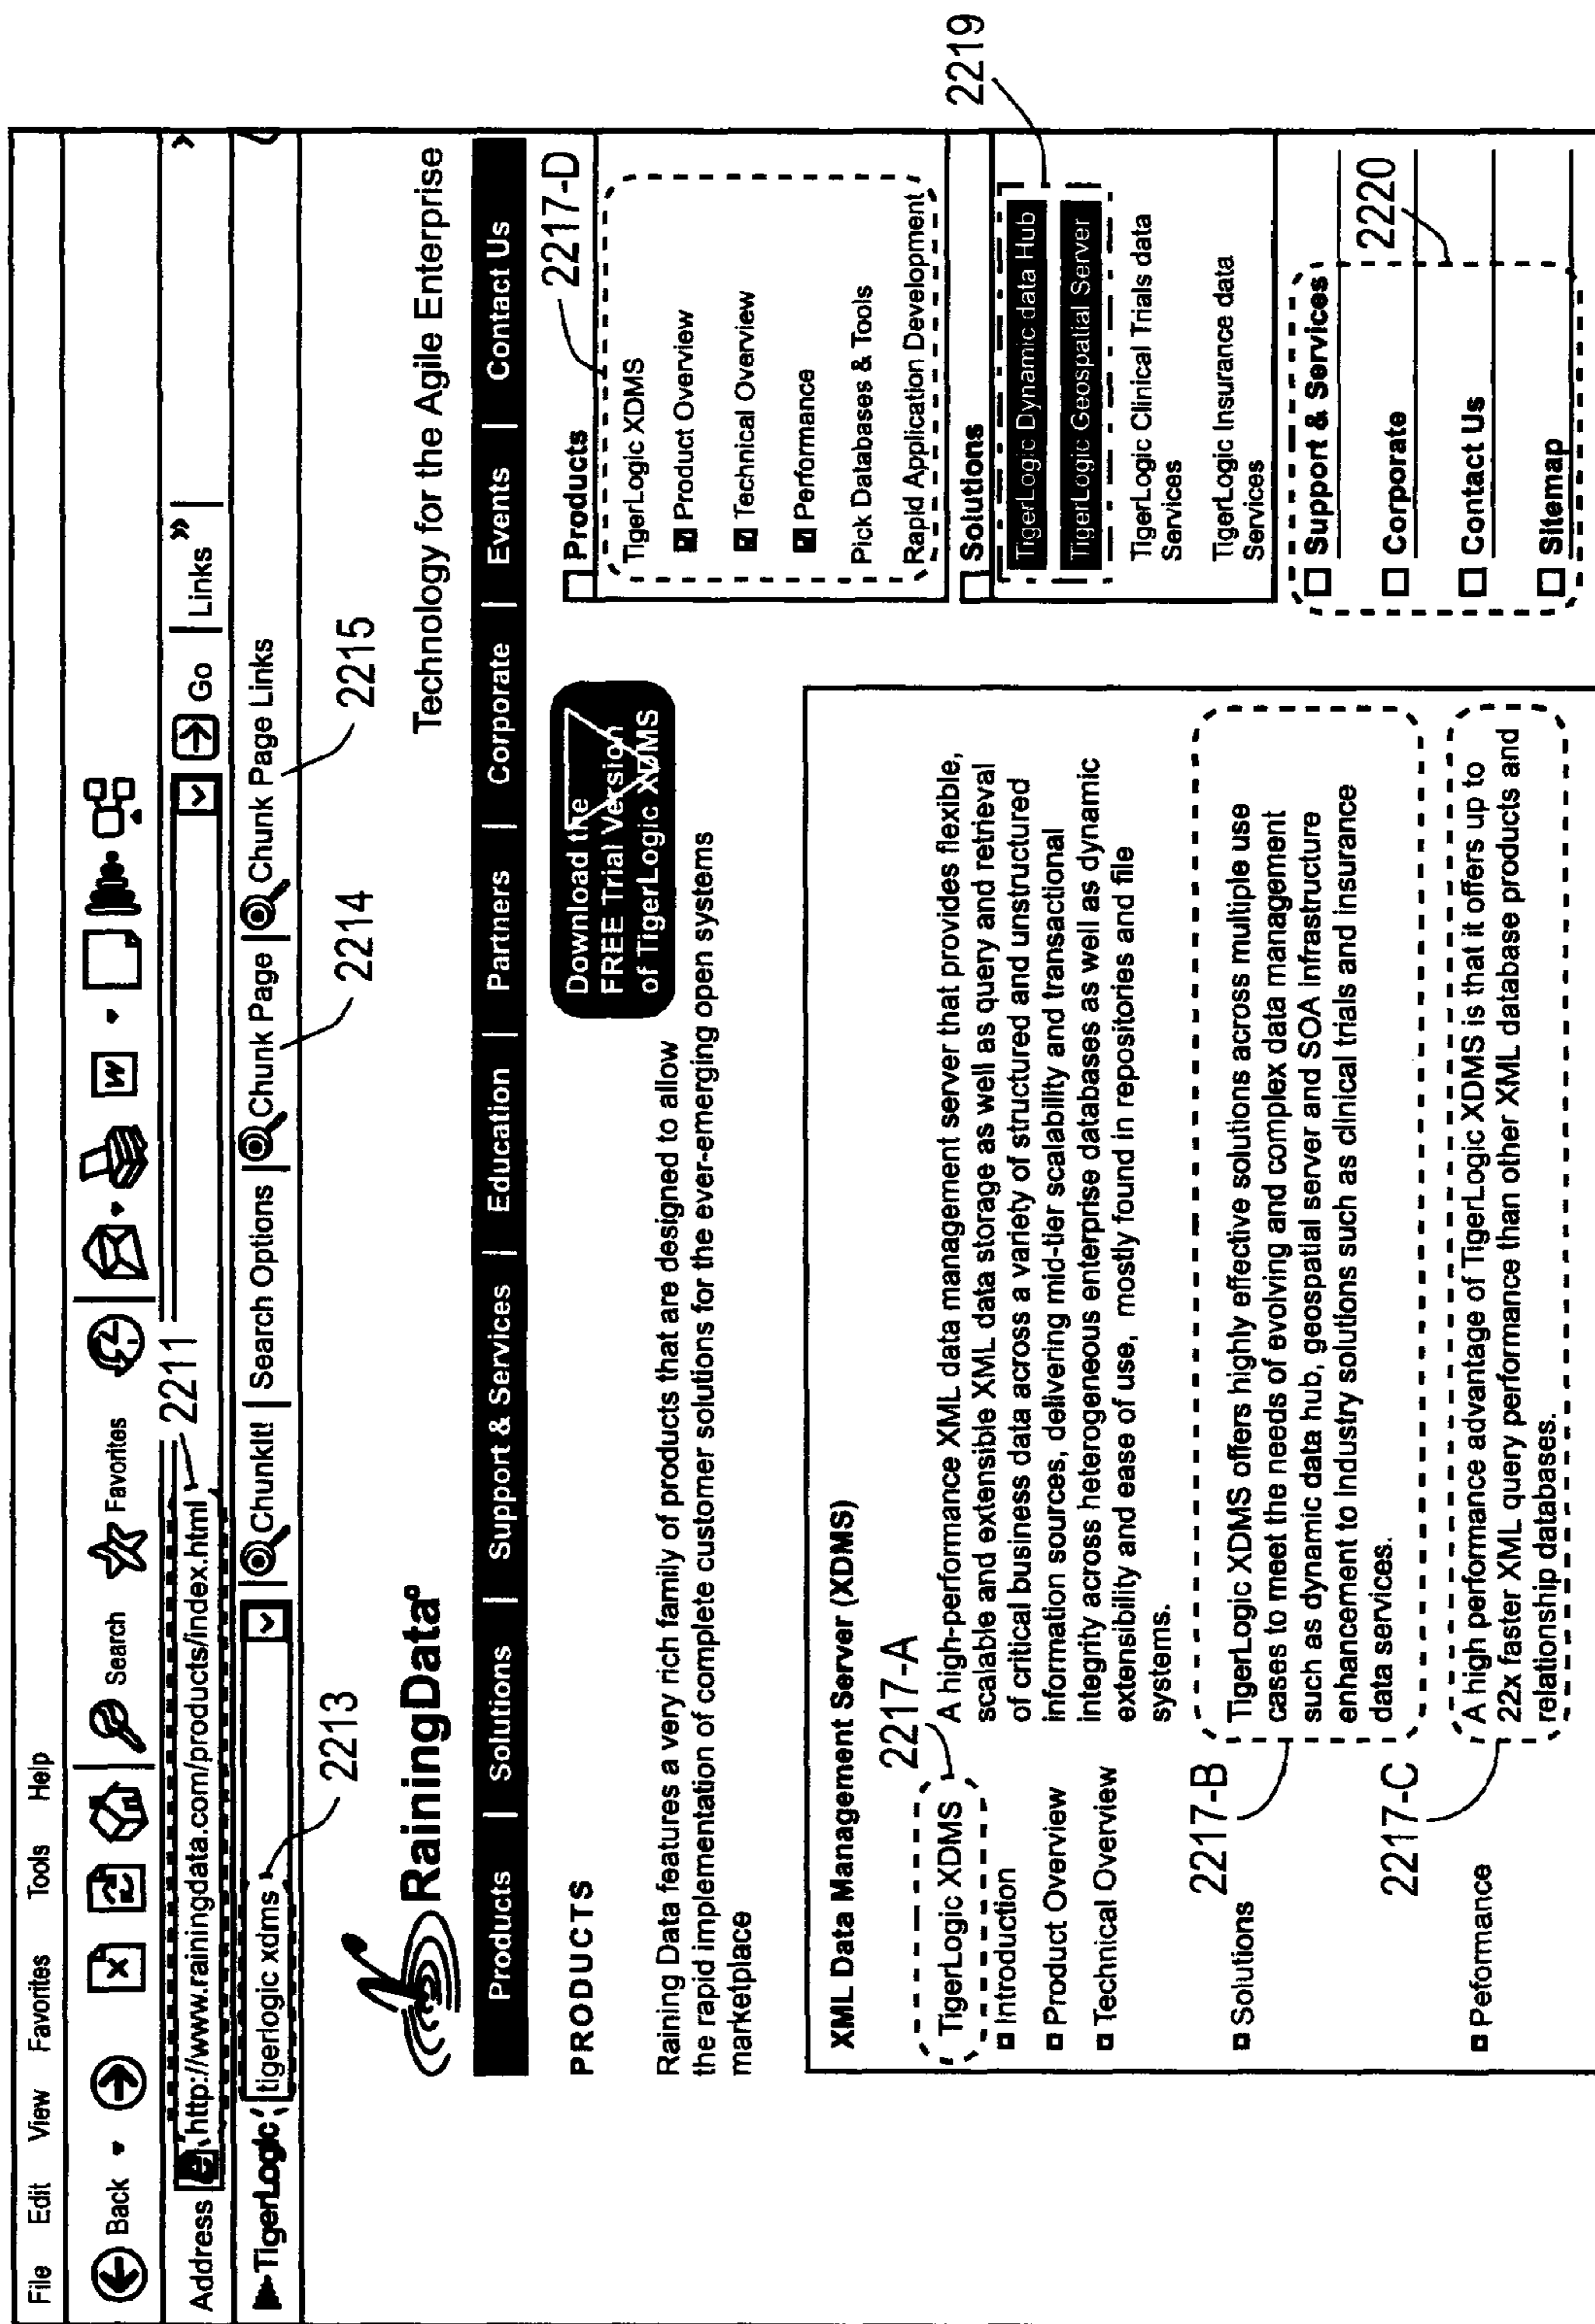 File Edit View Favorites Tools Help
Back Search Favorites W
Address http://www.rainingdata.com/products/index.html 2211 Go Links »
TigerLogic tigerlogic xdms ChunkIt! Search Options Chunk Page Chunk Page Links
2213 2214 2215
RainingData
Technology for the Agile Enterprise
Products | Solutions | Support & Services | Education | Partners | Corporate | Events | Contact Us
PRODUCTS
Download the
FREE Trial Version
of TigerLogic XDMS
Raining Data features a very rich family of products that are designed to allow
the rapid implementation of complete customer solutions for the ever-emerging open systems
marketplace
XML Data Management Server (XDMS)
2217-A
TigerLogic XDMS
Introduction
Product Overview
Technical Overview
A high-performance XML data management server that provides flexible,
scalable and extensible XML data storage as well as query and retrieval
of critical business data across a variety of structured and unstructured
information sources, delivering mid-tier scalability and transactional
integrity across heterogeneous enterprise databases as well as dynamic
extensibility and ease of use, mostly found in repositories and file
systems.
2217-B
Solutions
TigerLogic XDMS offers highly effective solutions across multiple use
cases to meet the needs of evolving and complex data management
such as dynamic data hub, geospatial server and SOA infrastructure
enhancement to industry solutions such as clinical trials and insurance
data services.
2217-C
Peformance
A high performance advantage of TigerLogic XDMS is that it offers up to
22x faster XML query performance than other XML database products and
relationship databases.
Products
2217-D
TigerLogic XDMS
Product Overview
Technical Overview
Performance
Pick Databases & Tools
Rapid Application Development
Solutions
2219
TigerLogic Dynamic data Hub
TigerLogic Geospatial Server
TigerLogic Clinical Trials data
Services
TigerLogic Insurance data
Services
Support & Services
2220
Corporate
Contact Us
Sitemap